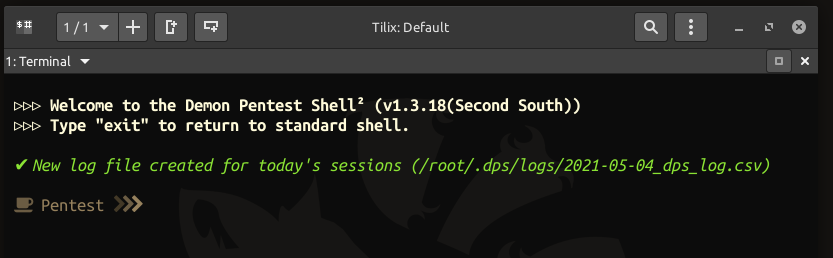 1 / 1
Tilix: Default
1: Terminal
▷▷▷ Welcome to the Demon Pentest Shell² (v1.3.18(Second South))
▷▷▷ Type "exit" to return to standard shell.
✔ New log file created for today's sessions (/root/.dps/logs/2021-05-04_dps_log.csv)
Pentest